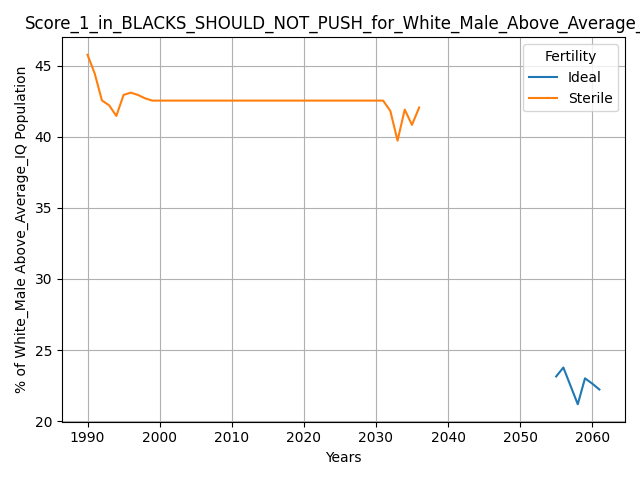 Score_1_in_BLACKS_SHOULD_NOT_PUSH_for_White_Male_Above_Average_
Fertility
Ideal
Sterile
% of White_Male Above_Average_IQ Population
45
40
35
30
25
20
1990 2000 2010 2020 2030 2040 2050 2060
Years